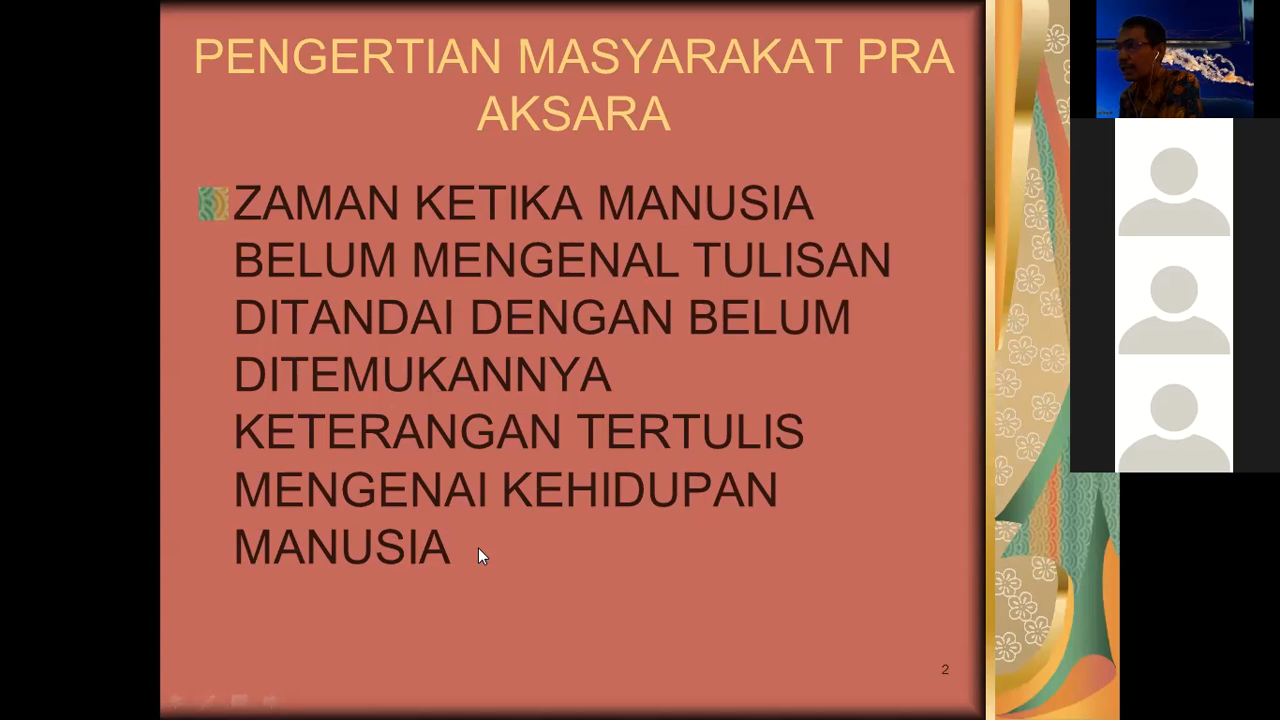 PENGERTIAN MASYARAKAT PRA
AKSARA
ZAMAN KETIKA MANUSIA
BELUM MENGENAL TULISAN
DITANDAI DENGAN BELUM
DITEMUKANNYA
KETERANGAN TERTULIS
MENGENAI KEHIDUPAN
MANUSIA
2